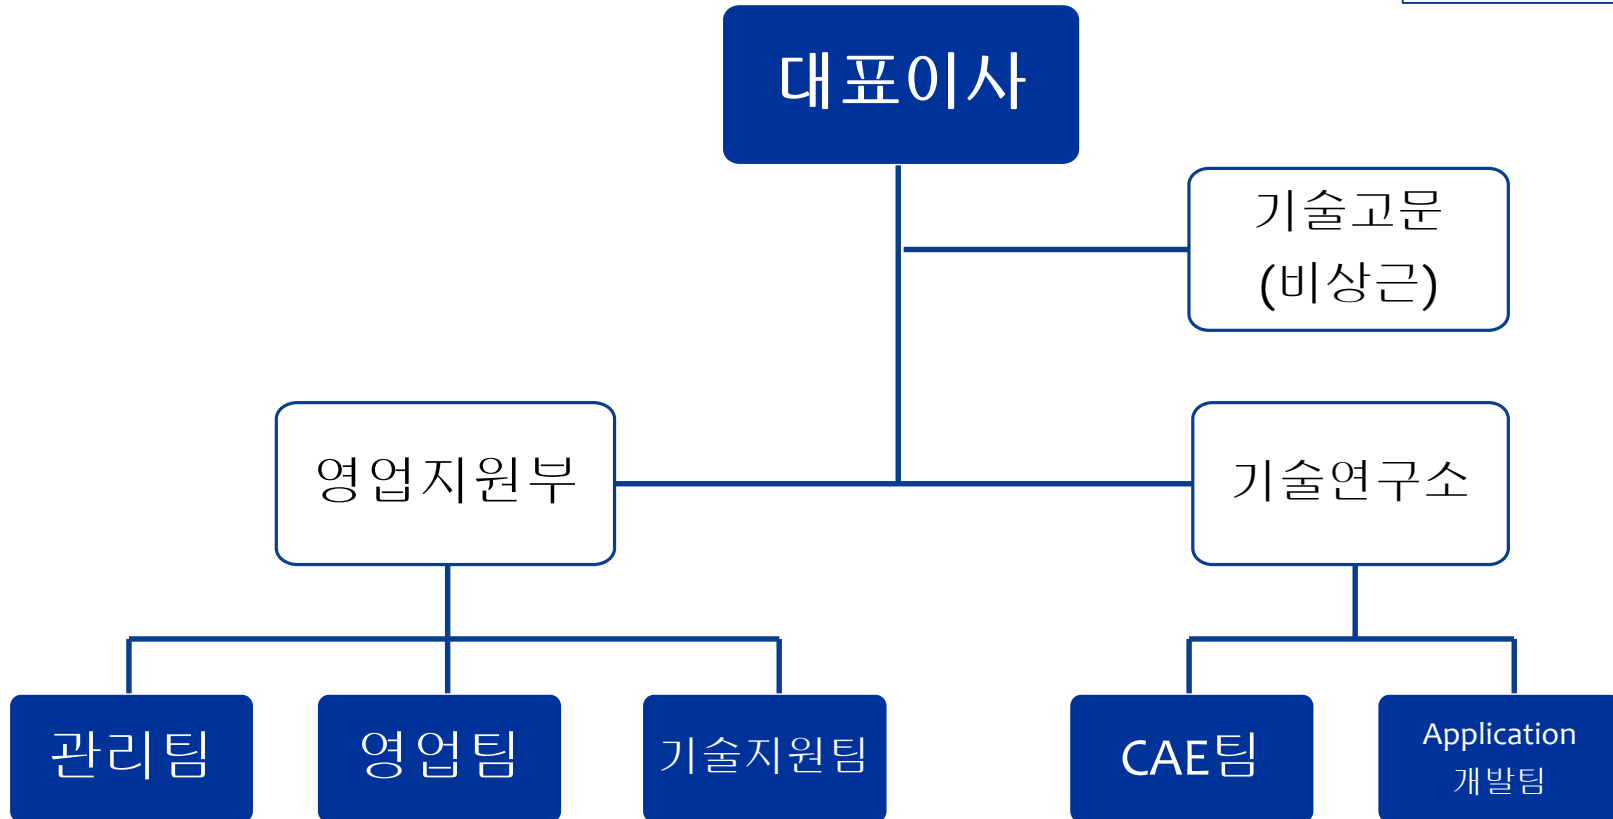 대표이사
기술고문
(비상근)
영업지원부
기술연구소
관리팀
영업팀
기술지원팀
CAE팀
Application
개발팀